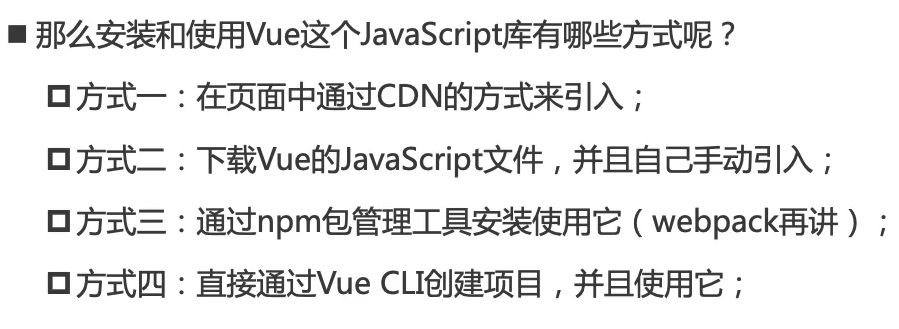 ■ 那么安装和使用Vue这个JavaScript库有哪些方式呢？
方式一：在页面中通过CDN的方式来引入；
方式二：下载Vue的JavaScript文件，并且自己手动引入；
方式三：通过npm包管理工具安装使用它（webpack再讲）；
方式四：直接通过Vue CLI创建项目，并且使用它；